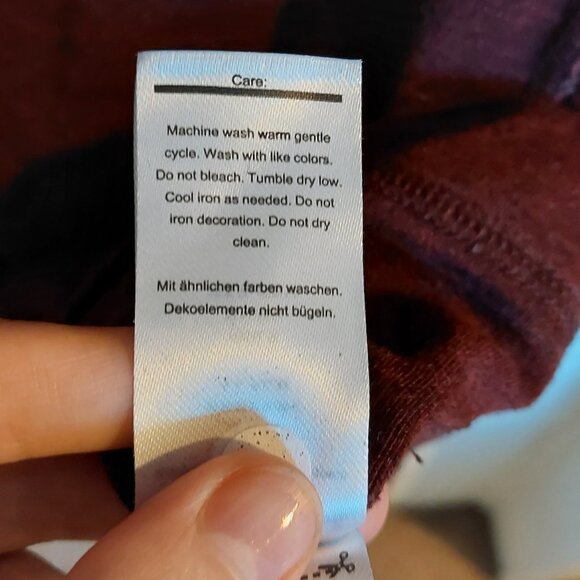 Care:
Machine wash warm gentle
cycle. Wash with like colors.
Do not bleach. Tumble dry low.
Cool iron as needed. Do not
iron decoration. Do not dry
clean.
Mit ähnlichen farben waschen.
Dekoelemente nicht bügeln.